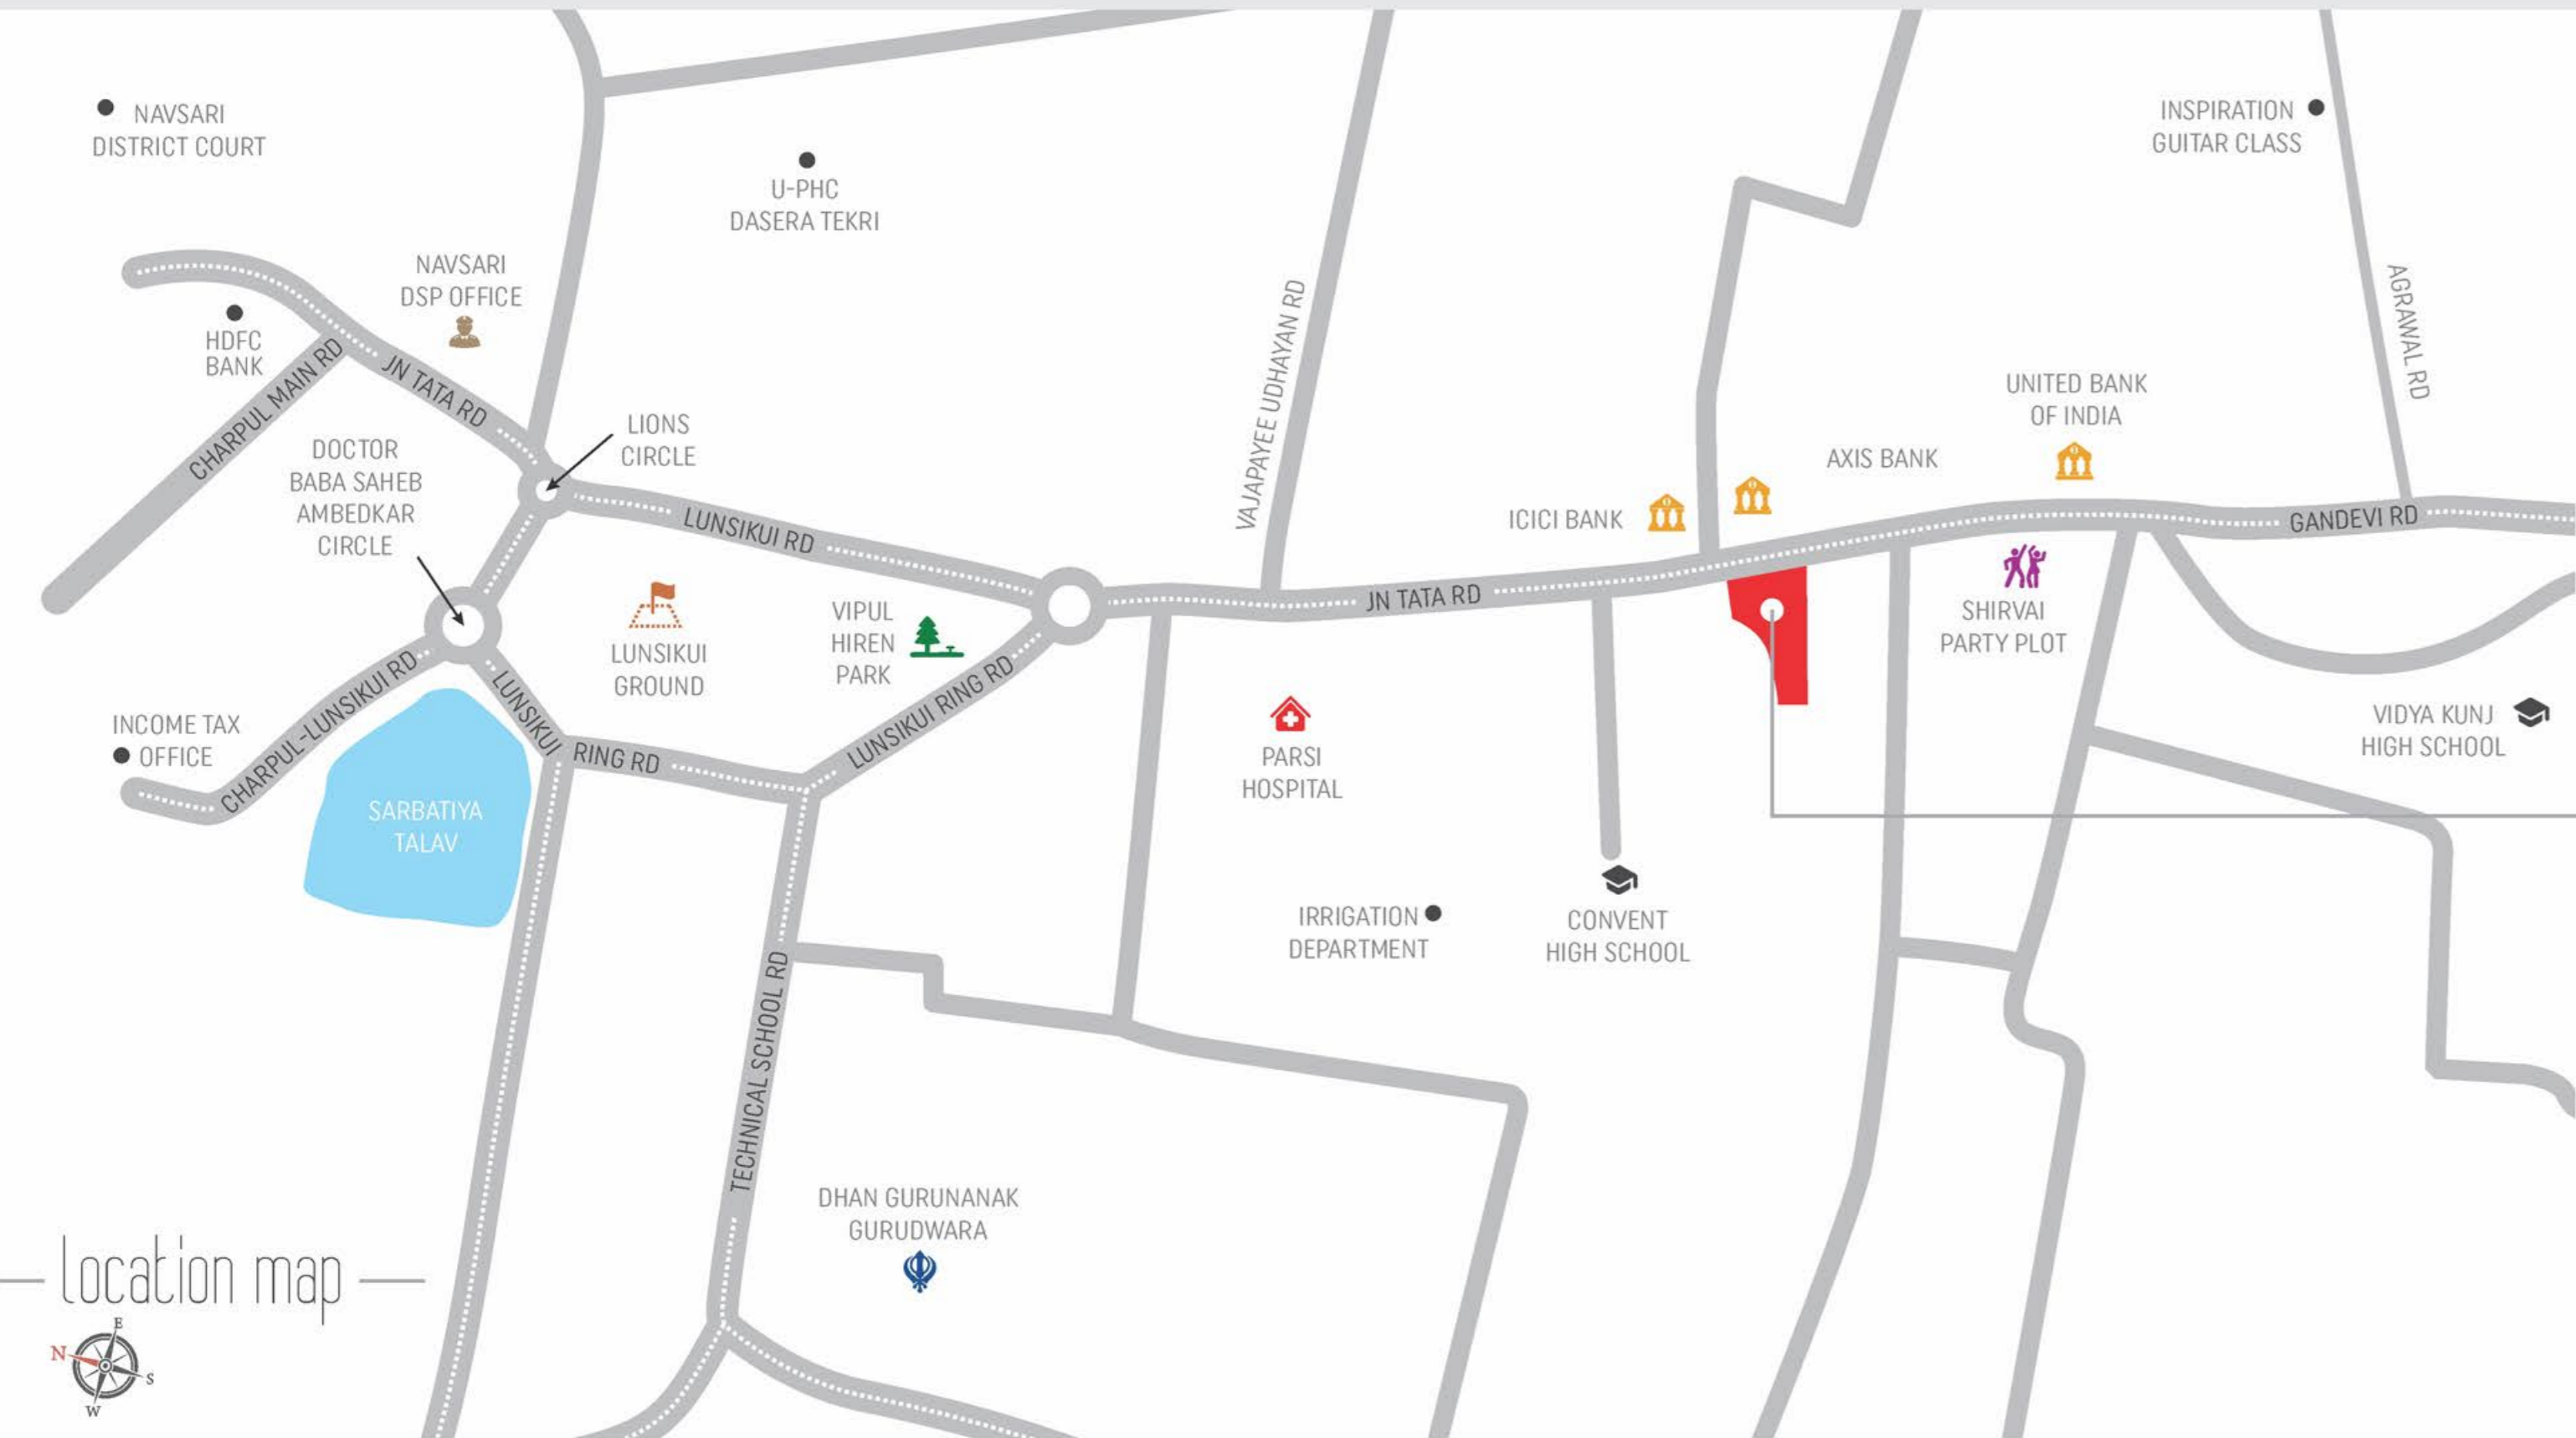 NAVSARI
DISTRICT COURT
U-PHC
DASERA TEKRI
INSPIRATION
GUITAR CLASS
NAVSARI
DSP OFFICE
HDFC
BANK
CHARPUL MAIN RD
JN TATA RD
LIONS
CIRCLE
DOCTOR
BABA SAHEB
AMBEDKAR
CIRCLE
VAJAPAYEE UDHAYAN RD
AGRAWAL RD
UNITED BANK
OF INDIA
AXIS BANK
ICICI BANK
LUNSIKUI RD
GANDEVI RD
JN TATA RD
LUNSIKUI
GROUND
VIPUL
HIREN
PARK
SHIRVAI
PARTY PLOT
LUNSIKUI RING RD
CHARPUL-LUNSIKUI RD
LUNSIKUI
RING RD
INCOME TAX
OFFICE
SARBATIYA
TALAV
PARSI
HOSPITAL
VIDYA KUNJ
HIGH SCHOOL
IRRIGATION
DEPARTMENT
CONVENT
HIGH SCHOOL
TECHNICAL SCHOOL RD
DHAN GURUNANAK
GURUDWARA
location map
E
N
S
W